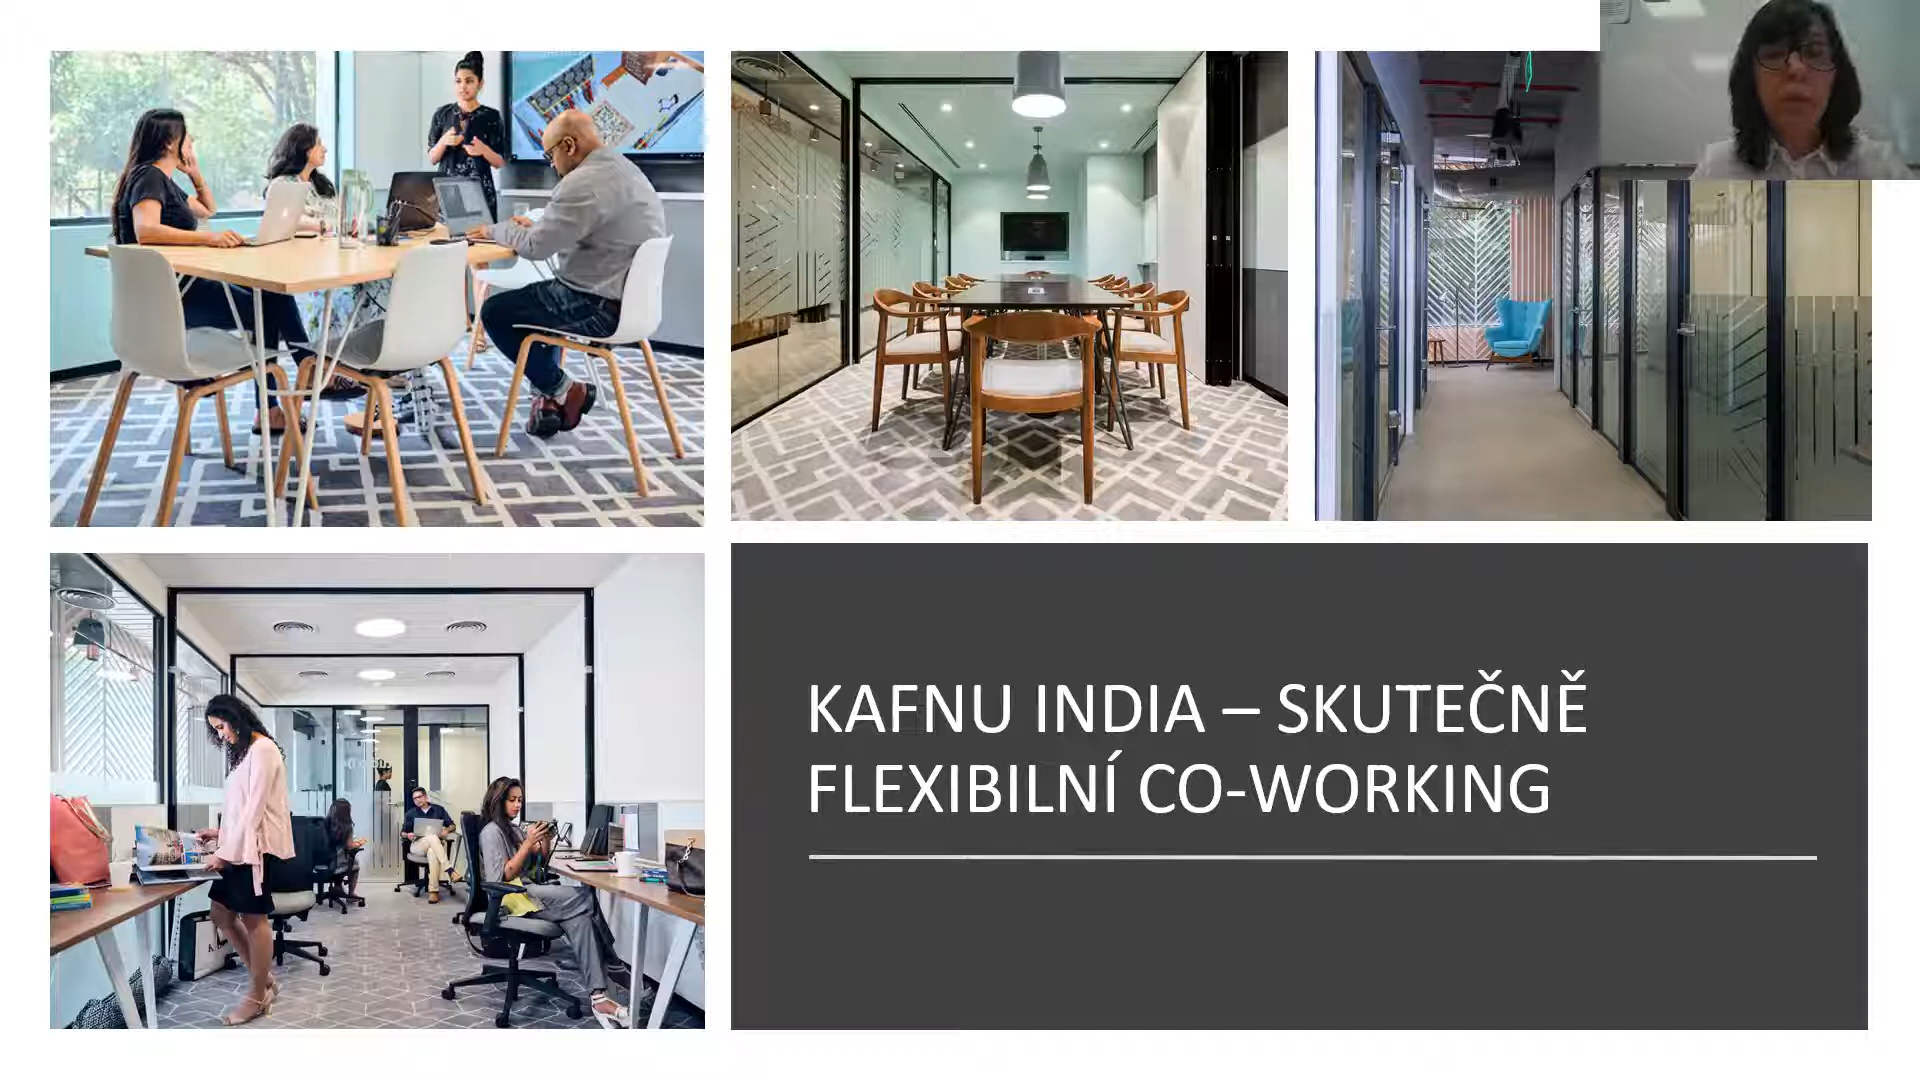 KAFNU INDIA – SKUTEČNĚ
FLEXIBILNÍ CO-WORKING